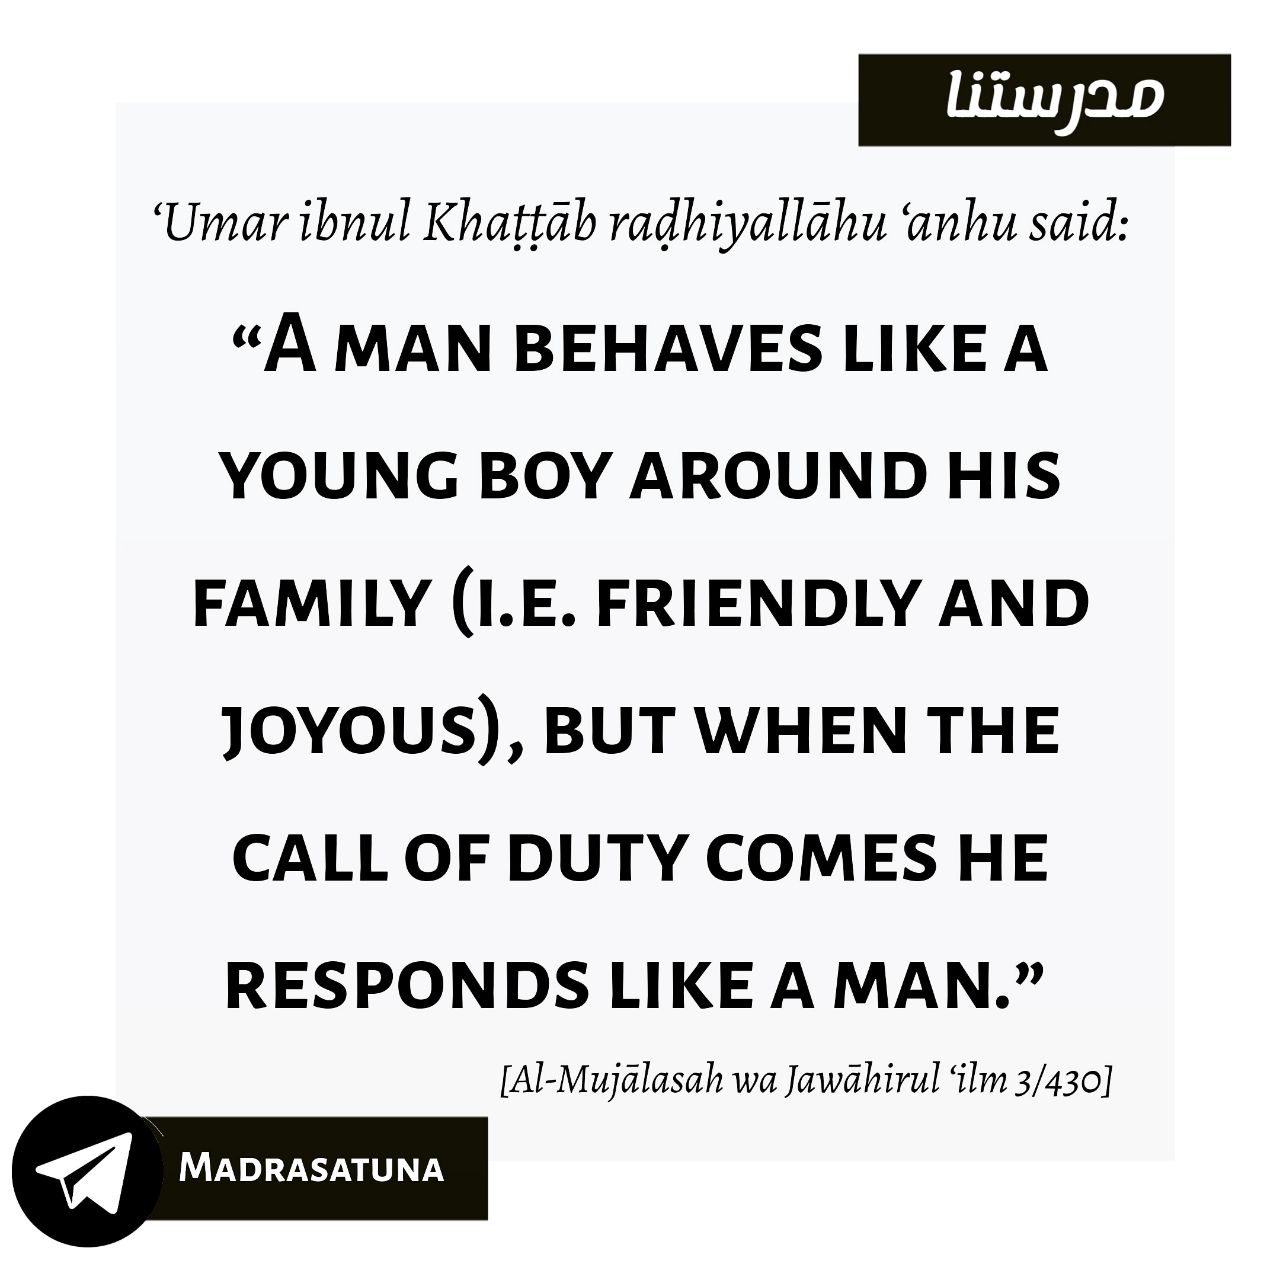 مدرستنا
‘Umar ibnul Khaṭṭāb raḍhiyallāhu ‘anhu said:
“A MAN BEHAVES LIKE A
YOUNG BOY AROUND HIS
FAMILY (I.E. FRIENDLY AND
JOYOUS), BUT WHEN THE
CALL OF DUTY COMES HE
RESPONDS LIKE A MAN.”
[Al-Mujālasah wa Jawāhirul ‘ilm 3/430]
MADRASATUNA